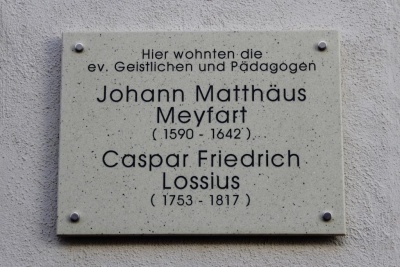 Hier wohnten die
ev. Geistlichen und Pädagogen
Johann Matthäus
Meyfart
( 1590 - 1642 )
Caspar Friedrich
Lossius
( 1753 - 1817 )